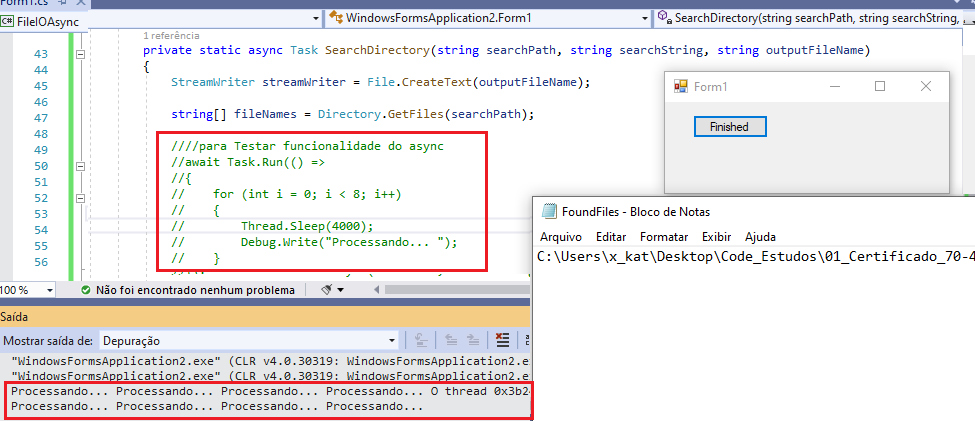 Form1.cs
FileIOAsync
WindowsFormsApplication2.Form1
SearchDirectory(string searchPath, string searchString,
1 referência
43 private static async Task SearchDirectory(string searchPath, string searchString, string outputFileName)
44 {
45 StreamWriter streamWriter = File.CreateText(outputFileName);
46
47 string[] fileNames = Directory.GetFiles(searchPath);
48
49 ////para Testar funcionalidade do async
50 //await Task.Run(() =>
51 //{
52 // for (int i = 0; i < 8; i++)
53 // {
54 // Thread.Sleep(4000);
55 // Debug.Write("Processando... ");
56 // }
Form1
Finished
FoundFiles - Bloco de Notas
Arquivo Editar Formatar Exibir Ajuda
C:\Users\x_kat\Desktop\Code_Estudos\01_Certificado_70-4
100 % Não foi encontrado nenhum problema
Saída
Mostrar saída de: Depuração
"WindowsFormsApplication2.exe" (CLR v4.0.30319: WindowsFormsApplication2.exe)
"WindowsFormsApplication2.exe" (CLR v4.0.30319: WindowsFormsApplication2.exe)
Processando... Processando... Processando... Processando... O thread 0x3b2
Processando... Processando... Processando... Processando...